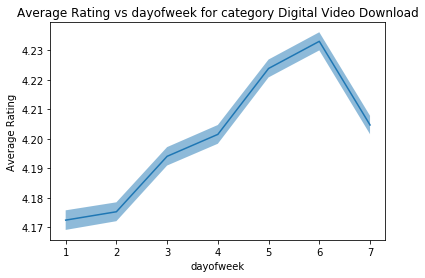 Average Rating vs dayofweek for category Digital Video Download
4.23
4.22
4.21
4.20
4.19
4.18
4.17
Average Rating
1 2 3 4 5 6 7
dayofweek